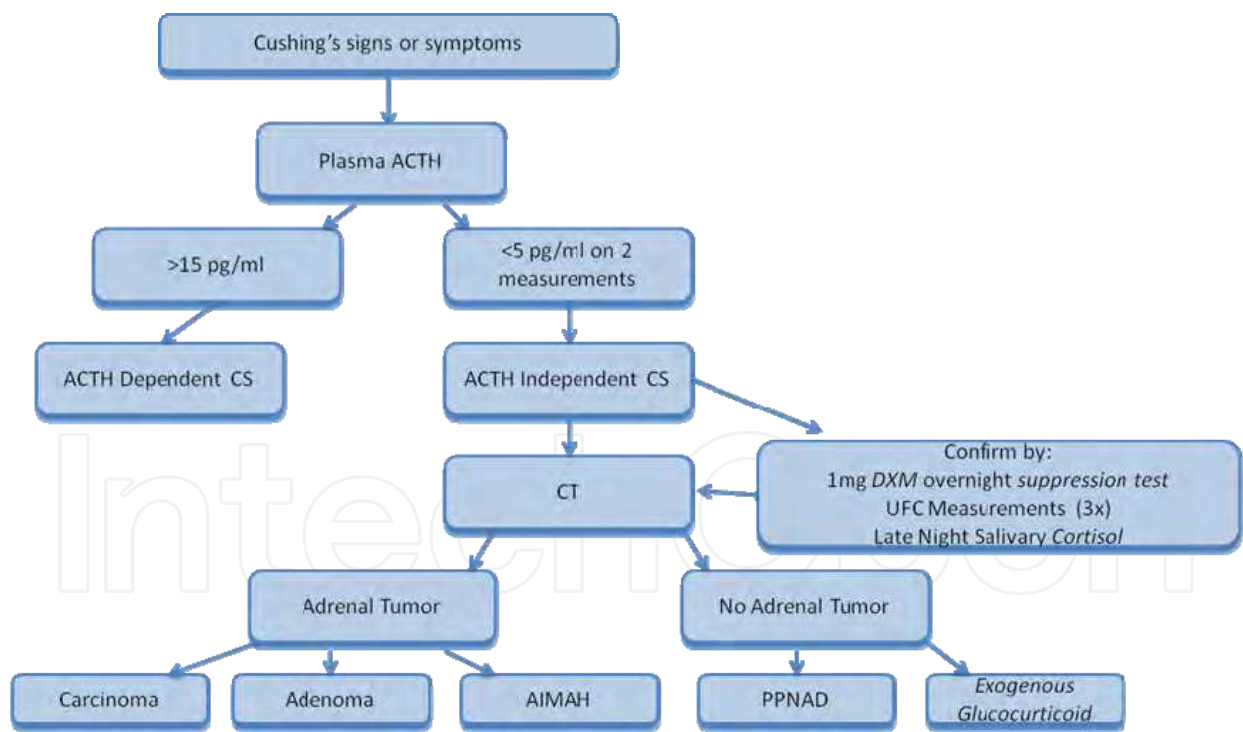 Cushing's signs or symptoms
Plasma ACTH
>15 pg/ml
<5 pg/ml on 2
measurements
ACTH Dependent CS
ACTH Independent CS
Confirm by:
1mg DXM overnight suppression test
UFC Measurements (3x)
Late Night Salivary Cortisol
CT
IntechOpen
Adrenal Tumor
No Adrenal Tumor
Carcinoma
Adenoma
AIMAH
PPNAD
Exogenous
Glucocurticoid